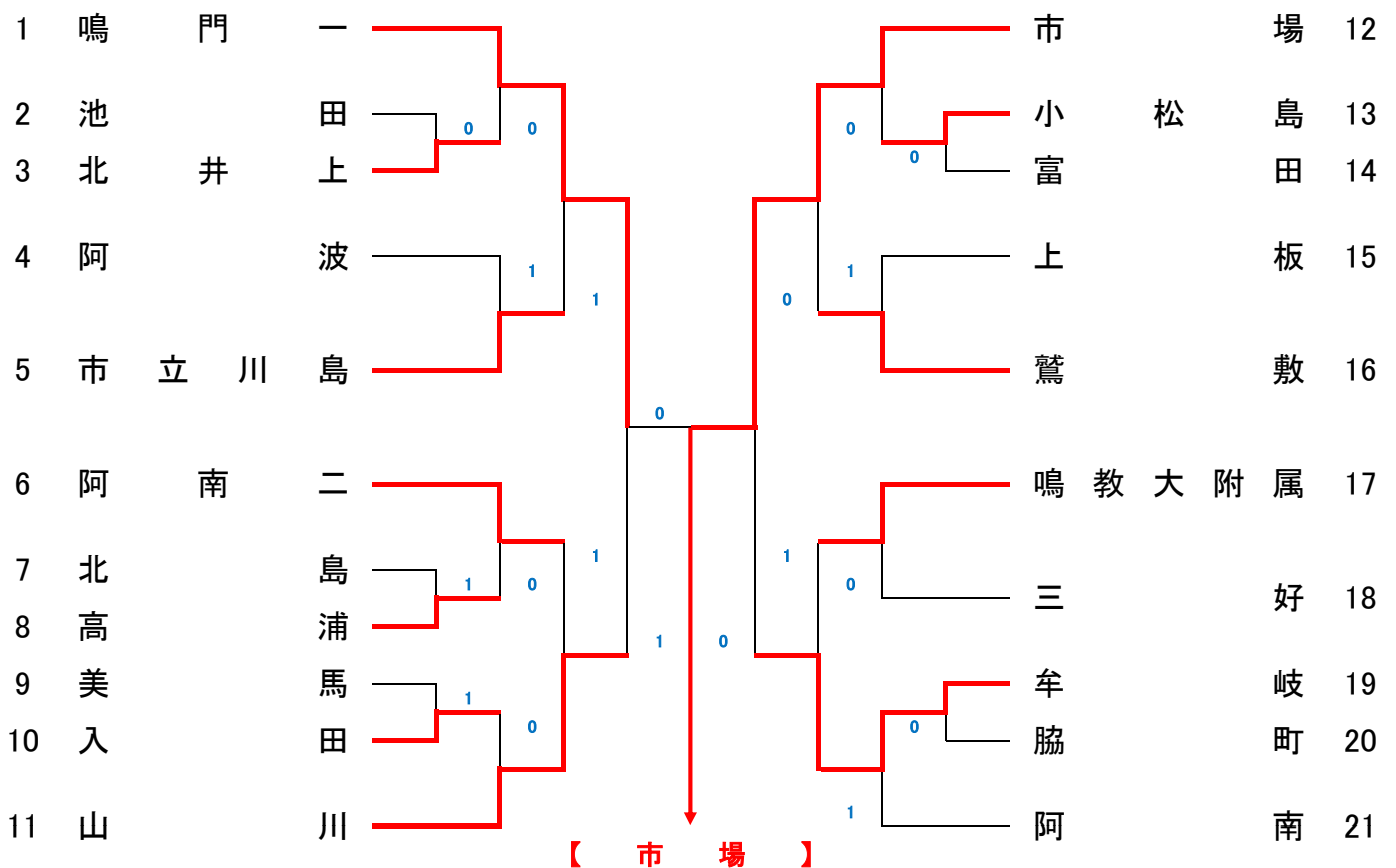 1 鳴門一
2 池田
3 北井上
4 阿波
5 市立川島
6 阿南二
7 北島
8 高浦
9 美馬
10 入田
11 山川
0
0
1
1
1
0
1
0
1
0
1
市場 12
小松島 13
富田 14
上板 15
鷲敷 16
鳴教大附属 17
三好 18
牟岐 19
脇町 20
阿南 21
0
0
1
0
1
0
0
0
1
【市場】